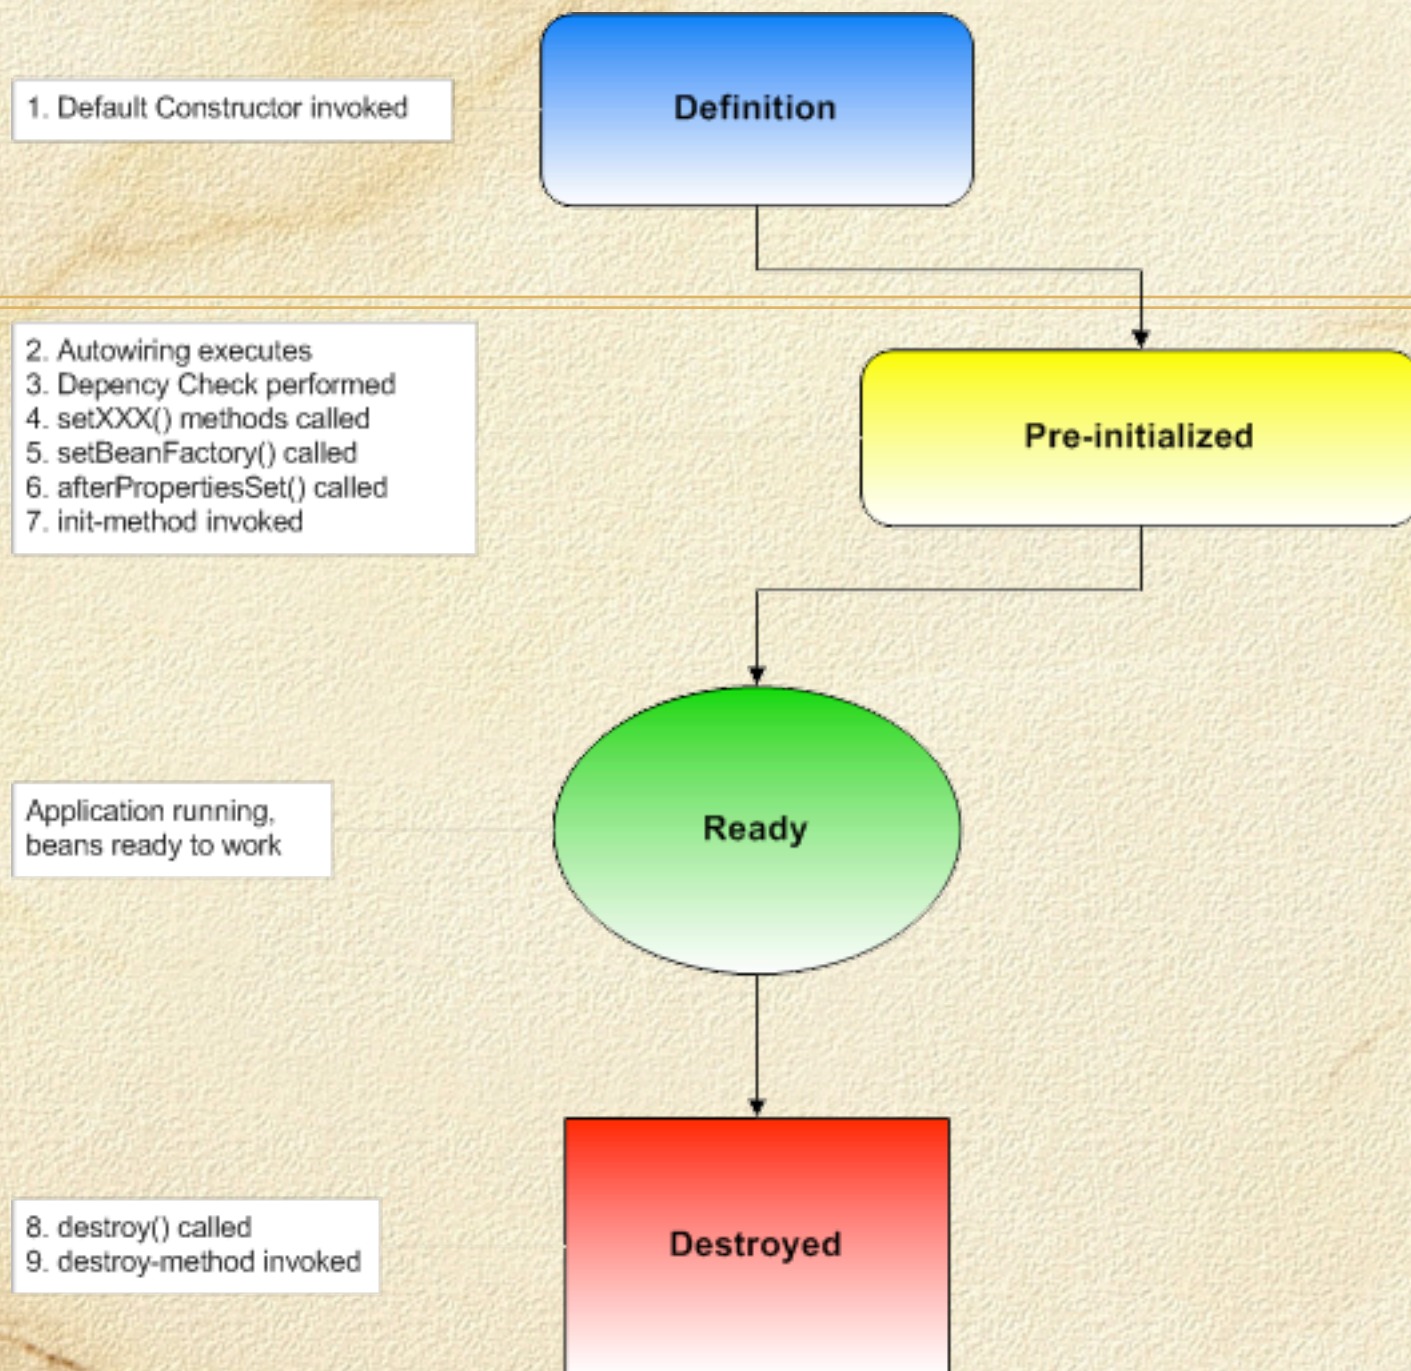 1. Default Constructor invoked
Definition
2. Autowiring executes
3. Depency Check performed
4. setXXX() methods called
5. setBeanFactory() called
6. afterPropertiesSet() called
7. init-method invoked
Pre-initialized
Application running,
beans ready to work
Ready
8. destroy() called
9. destroy-method invoked
Destroyed